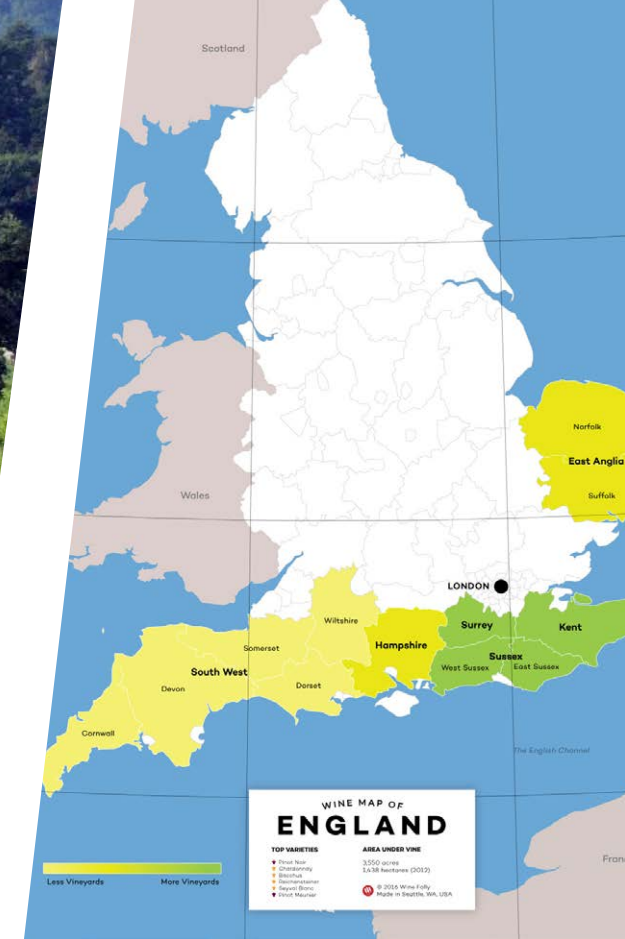 Scotland
Norfolk
East Anglia
Suffolk
Wales
LONDON
Surrey
Kent
Wiltshire
Hampshire
Somerset
Sussex
West Sussex
East Sussex
South West
Devon
Dorset
Cornwall
The English Channel
WINE MAP OF
ENGLAND
TOP VARIETIES
Pinot Noir
Chardonnay
Bacchus
Reichensteiner
Seyval Blanc
Pinot Meunier
AREA UNDER VINE
3,550 acres
1,438 hectares (2012)
© 2016 Wine Folly
Made in Seattle, WA, USA
Fran
Less Vineyards
More Vineyards